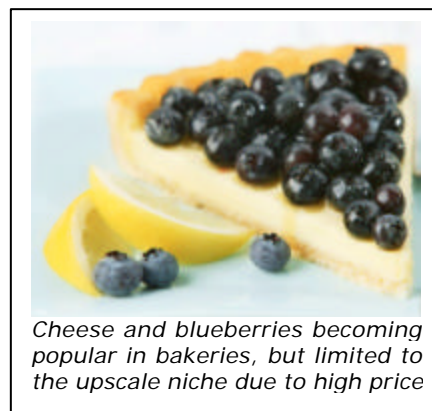 Cheese and blueberries becoming
popular in bakeries, but limited to
the upscale niche due to high price